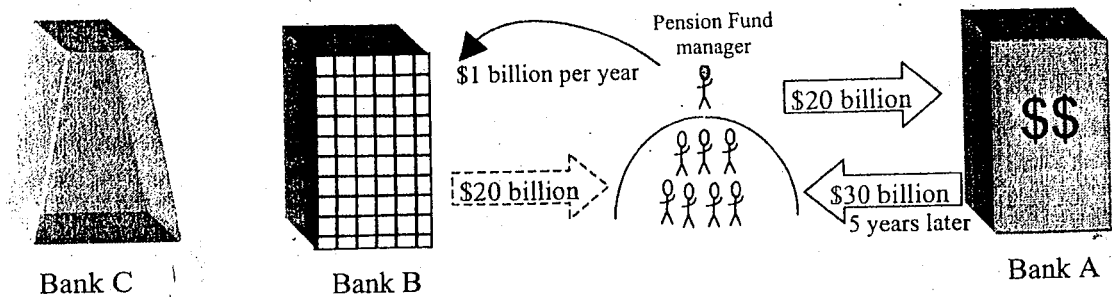 Pension Fund
manager
$1 billion per year
$20 billion
$$
$20 billion
$30 billion
5 years later
Bank C
Bank B
Bank A